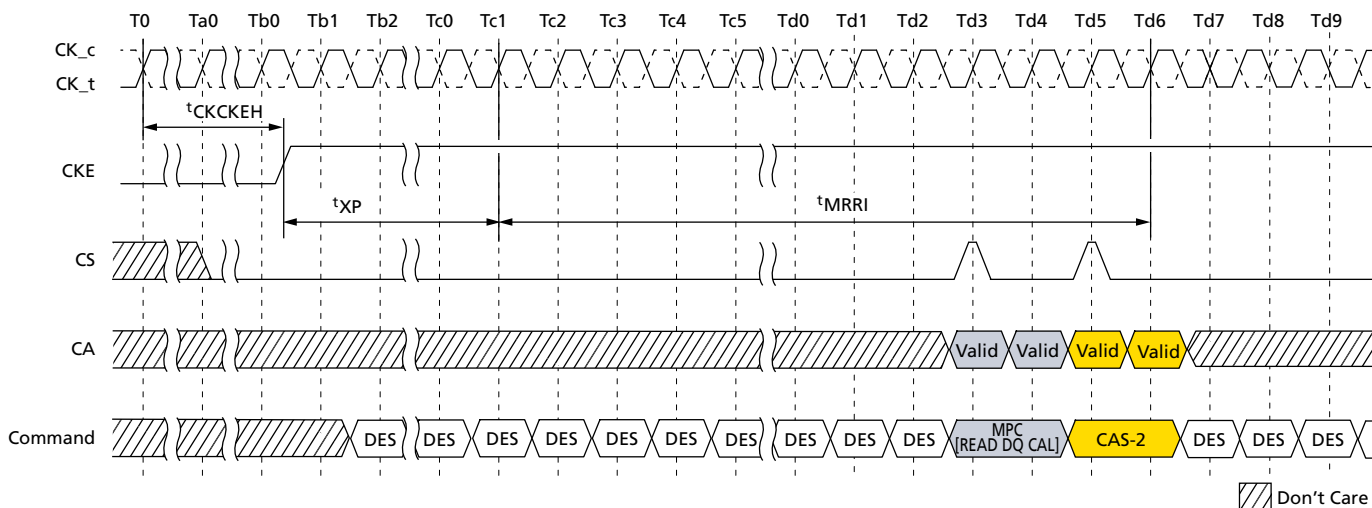 T0 Ta0 Tb0 Tb1 Tb2 Tc0 Tc1 Tc2 Tc3 Tc4 Tc5 Td0 Td1 Td2 Td3 Td4 Td5 Td6 Td7 Td8 Td9
CK_c
CK_t
tCKCKEH
CKE
tXP tMRRI
CS
CA Valid Valid Valid Valid
Command DES DES DES DES DES DES DES DES DES DES MPC [READ DQ CAL] CAS-2 DES DES DES
Don't Care